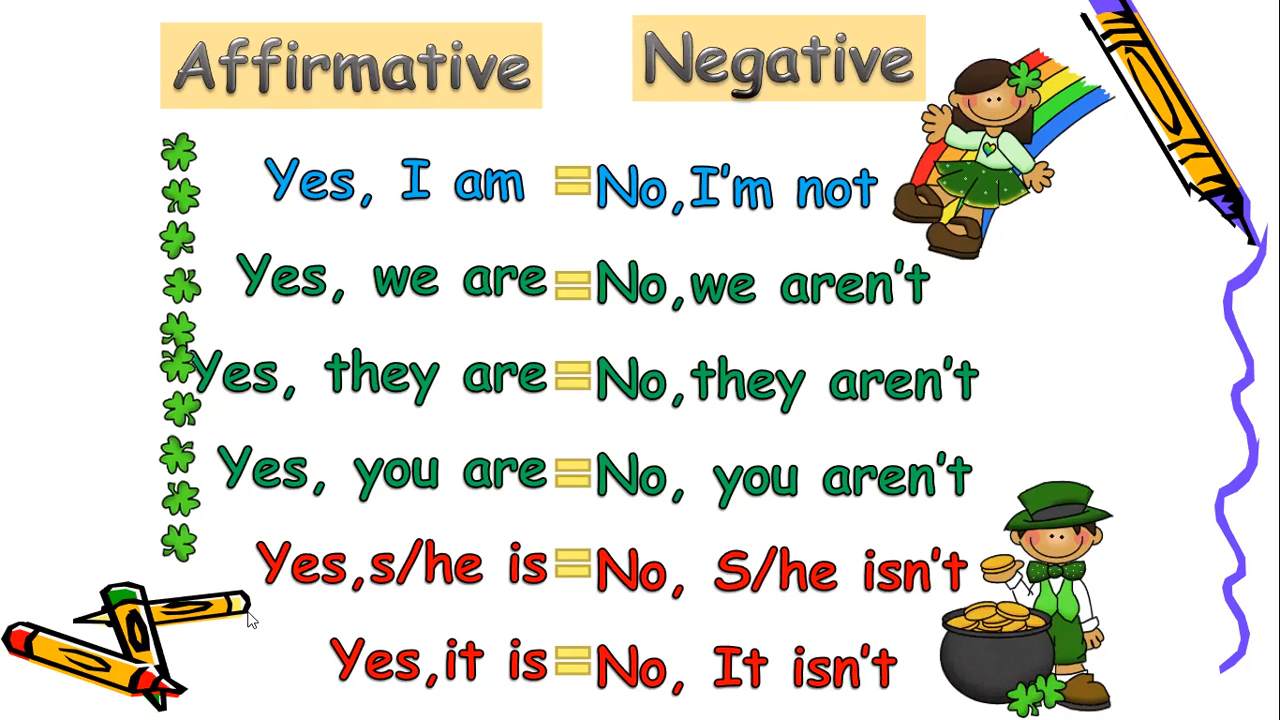 Affirmative Negative
Yes, I am = No,I'm not
Yes, we are = No,we aren't
Yes, they are = No,they aren't
Yes, you are = No, you aren't
Yes,s/he is = No, S/he isn't
Yes,it is = No, It isn't